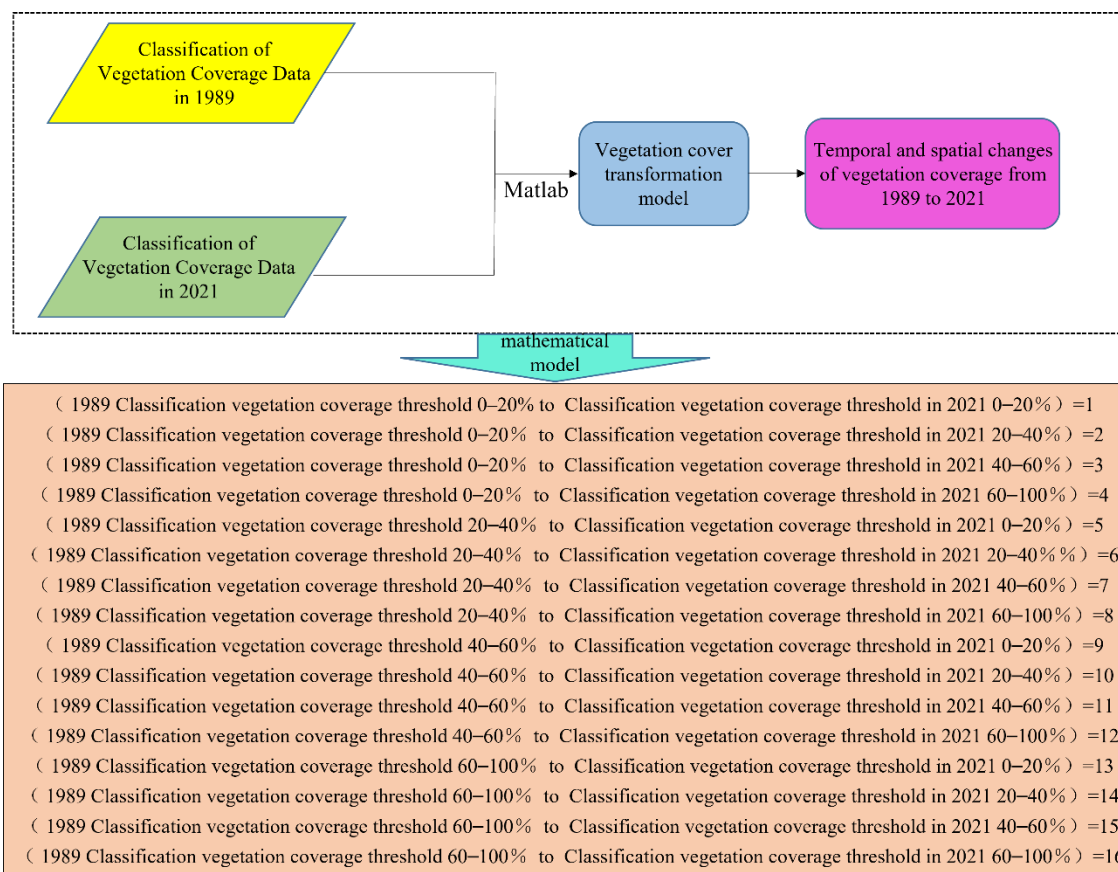 Classification of
Vegetation Coverage Data
in 1989
Classification of
Vegetation Coverage Data
in 2021
Matlab
Vegetation cover
transformation
model
Temporal and spatial changes
of vegetation coverage from
1989 to 2021
mathematical
model
( 1989 Classification vegetation coverage threshold 0–20% to Classification vegetation coverage threshold in 2021 0–20%) =1
( 1989 Classification vegetation coverage threshold 0–20% to Classification vegetation coverage threshold in 2021 20–40%) =2
( 1989 Classification vegetation coverage threshold 0–20% to Classification vegetation coverage threshold in 2021 40–60%) =3
( 1989 Classification vegetation coverage threshold 0–20% to Classification vegetation coverage threshold in 2021 60–100%) =4
( 1989 Classification vegetation coverage threshold 20–40% to Classification vegetation coverage threshold in 2021 0–20%) =5
( 1989 Classification vegetation coverage threshold 20–40% to Classification vegetation coverage threshold in 2021 20–40%%) =6
( 1989 Classification vegetation coverage threshold 20–40% to Classification vegetation coverage threshold in 2021 40–60%) =7
( 1989 Classification vegetation coverage threshold 20–40% to Classification vegetation coverage threshold in 2021 60–100%) =8
( 1989 Classification vegetation coverage threshold 40–60% to Classification vegetation coverage threshold in 2021 0–20%) =9
( 1989 Classification vegetation coverage threshold 40–60% to Classification vegetation coverage threshold in 2021 20–40%) =10
( 1989 Classification vegetation coverage threshold 40–60% to Classification vegetation coverage threshold in 2021 40–60%) =11
( 1989 Classification vegetation coverage threshold 40–60% to Classification vegetation coverage threshold in 2021 60–100%) =12
( 1989 Classification vegetation coverage threshold 60–100% to Classification vegetation coverage threshold in 2021 0–20%) =13
( 1989 Classification vegetation coverage threshold 60–100% to Classification vegetation coverage threshold in 2021 20–40%) =14
( 1989 Classification vegetation coverage threshold 60–100% to Classification vegetation coverage threshold in 2021 40–60%) =15
( 1989 Classification vegetation coverage threshold 60–100% to Classification vegetation coverage threshold in 2021 60–100%) =16